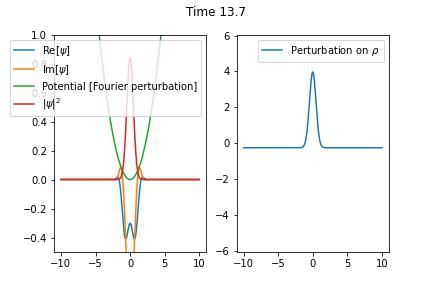 Time 13.7
Re[ψ]
Im[ψ]
Potential [Fourier perturbation]
|ψ|²
1.0
0.8
0.6
0.4
0.2
0.0
−0.2
−0.4
−10 −5 0 5 10
Perturbation on ρ
6
4
2
0
−2
−4
−6
−10 −5 0 5 10